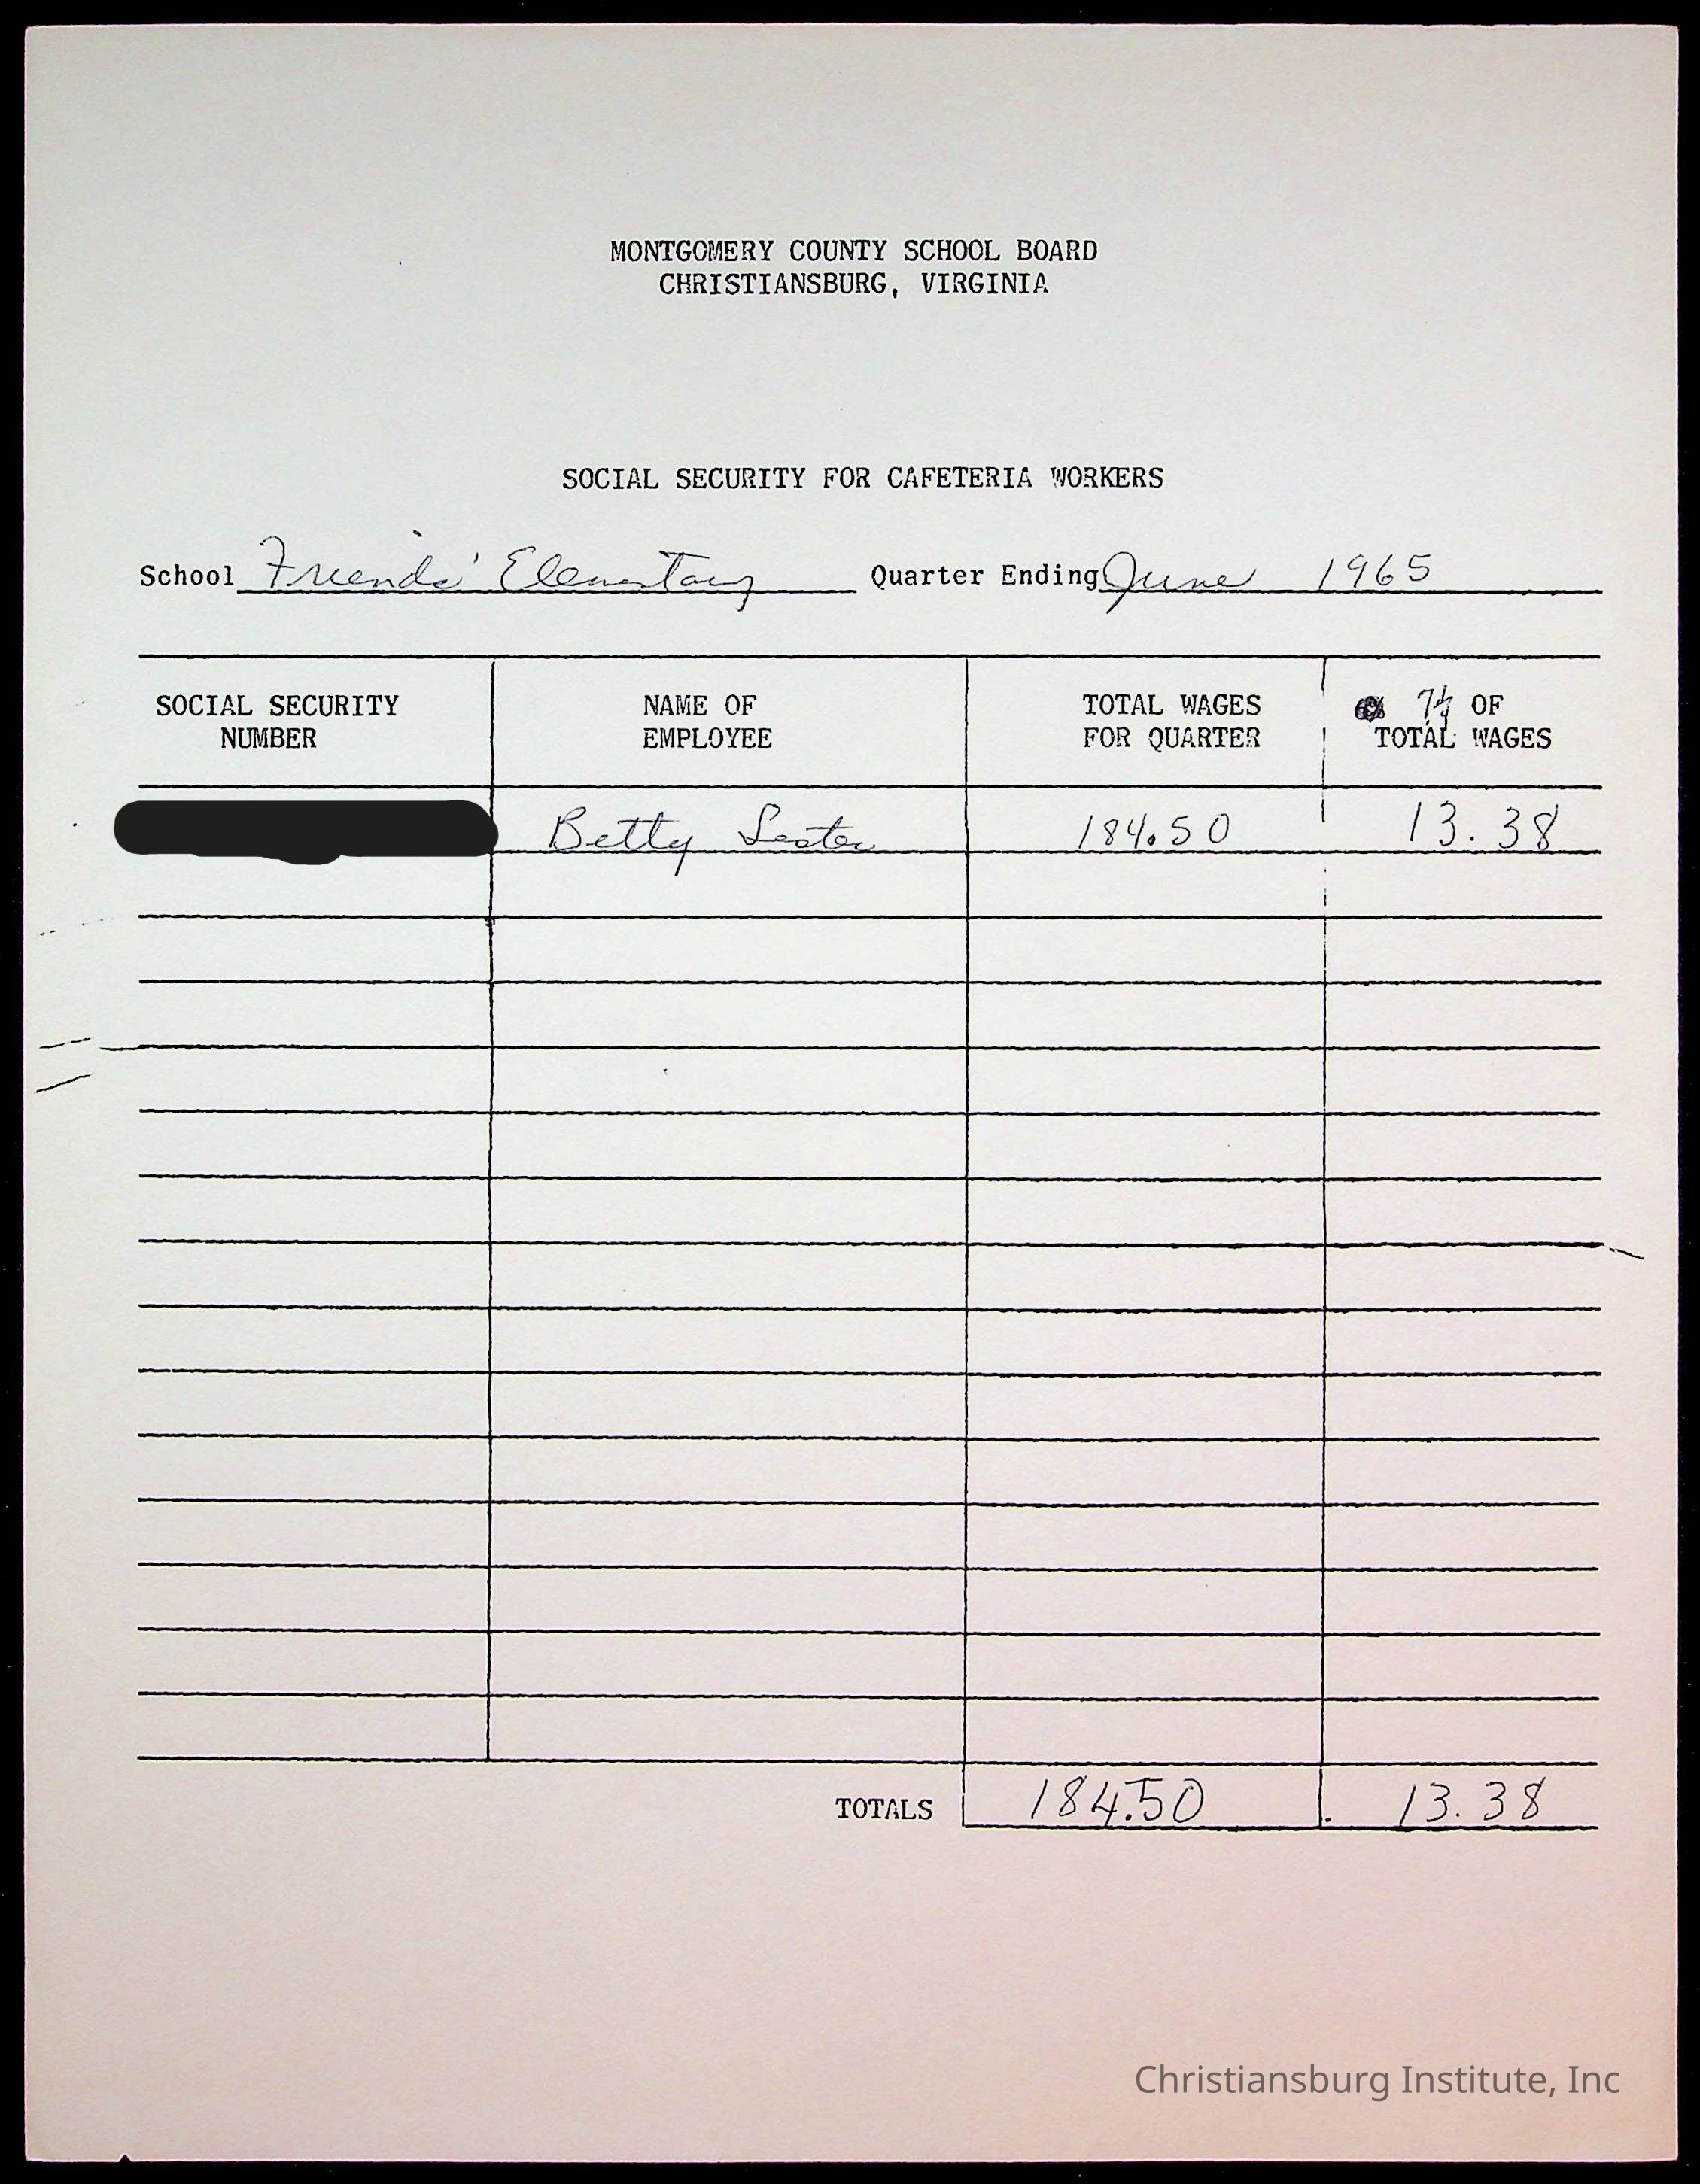 MONTGOMERY COUNTY SCHOOL BOARD
CHRISTIANSBURG, VIRGINIA
SOCIAL SECURITY FOR CAFETERIA WORKERS
School Friends' Elementary Quarter Ending June 1965
SOCIAL SECURITY NUMBER NAME OF EMPLOYEE TOTAL WAGES FOR QUARTER 7¼ OF TOTAL WAGES
Betty Lester 184.50 13.38
TOTALS 184.50 13.38
Christiansburg Institute, Inc